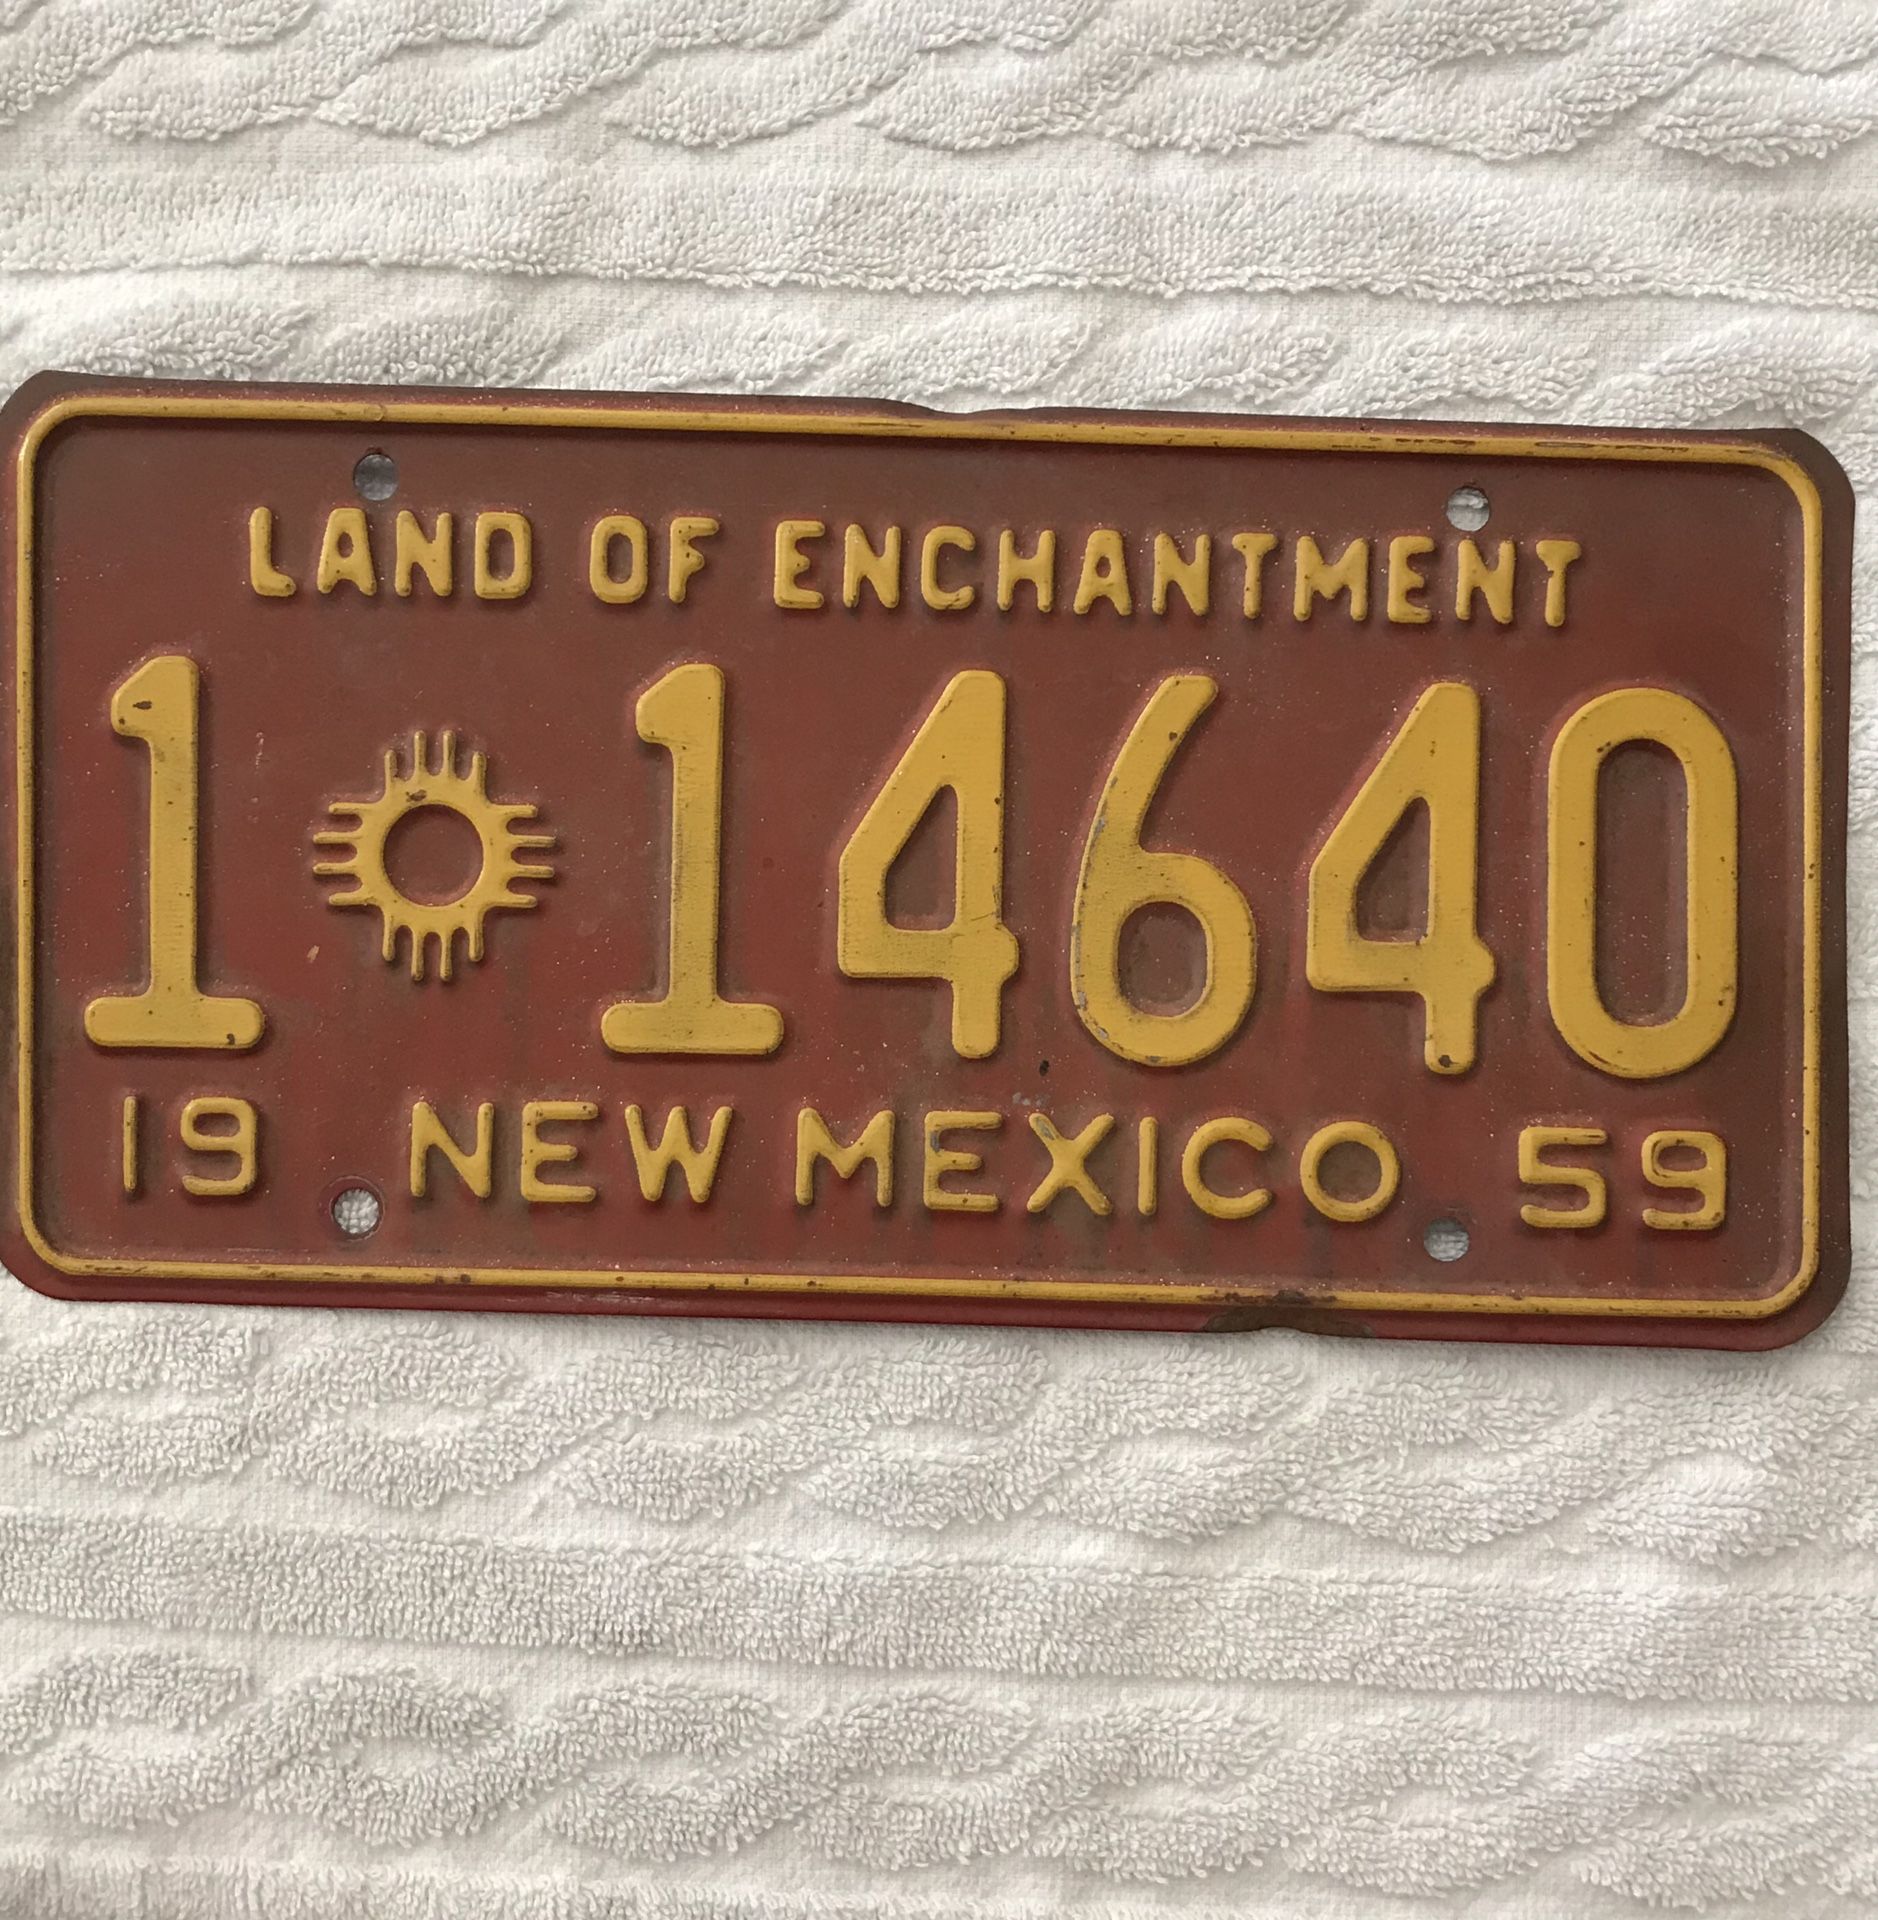 LAND OF ENCHANTMENT
1 14640
19 NEW MEXICO 59